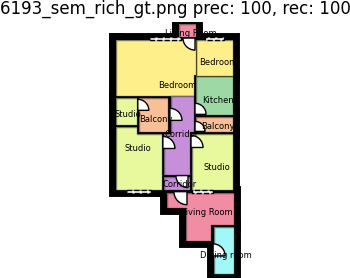 6193_sem_rich_gt.png prec: 100, rec: 100
Living Room
Bedroom
Bedroom
Kitchen
Studio
Balcony
Balcony
Corridor
Studio
Studio
Corridor
Living Room
Dining room